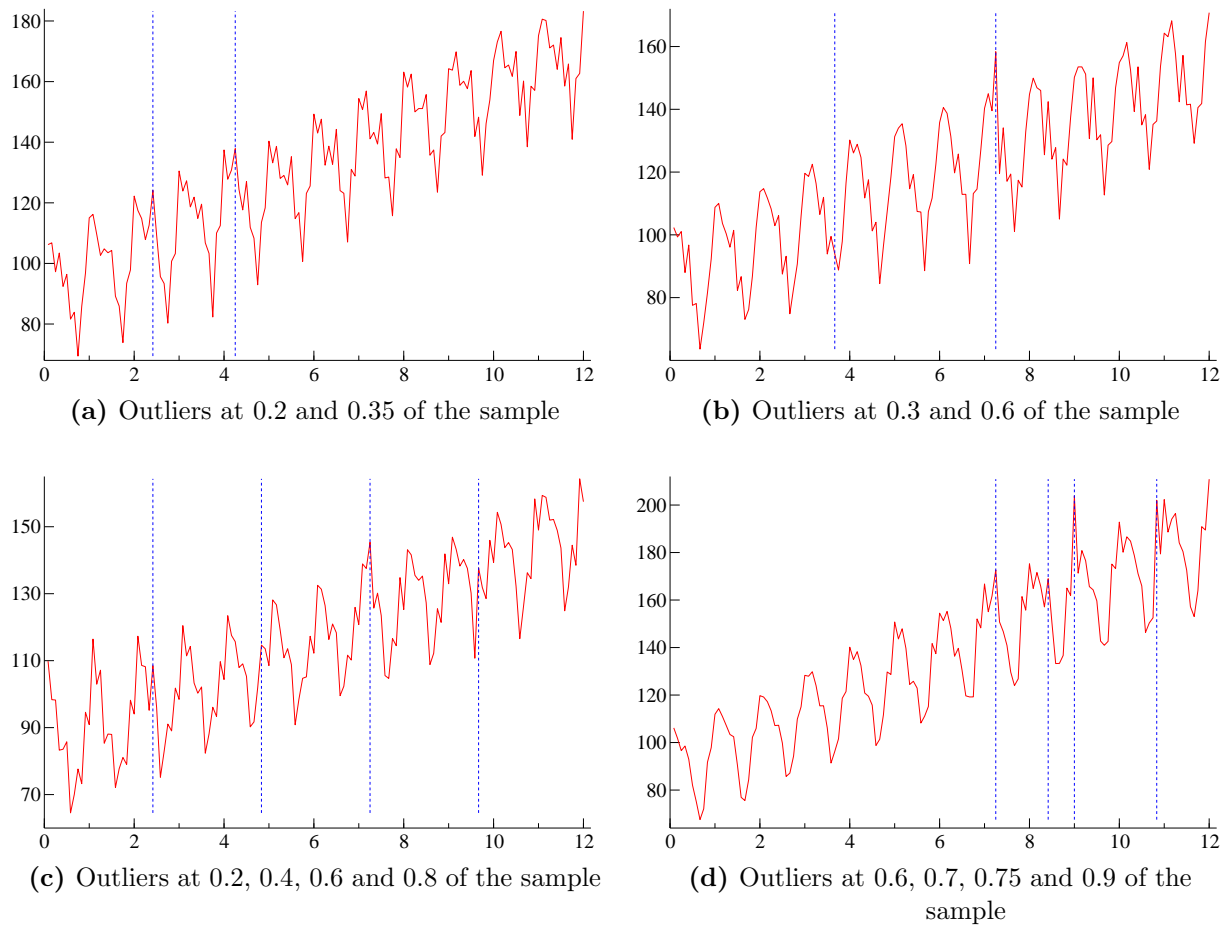 180
160
140
120
100
80
0 2 4 6 8 10 12
(a) Outliers at 0.2 and 0.35 of the sample
160
140
120
100
80
0 2 4 6 8 10 12
(b) Outliers at 0.3 and 0.6 of the sample
150
130
110
90
70
0 2 4 6 8 10 12
(c) Outliers at 0.2, 0.4, 0.6 and 0.8 of the sample
200
180
160
140
120
100
80
0 2 4 6 8 10 12
(d) Outliers at 0.6, 0.7, 0.75 and 0.9 of the
sample